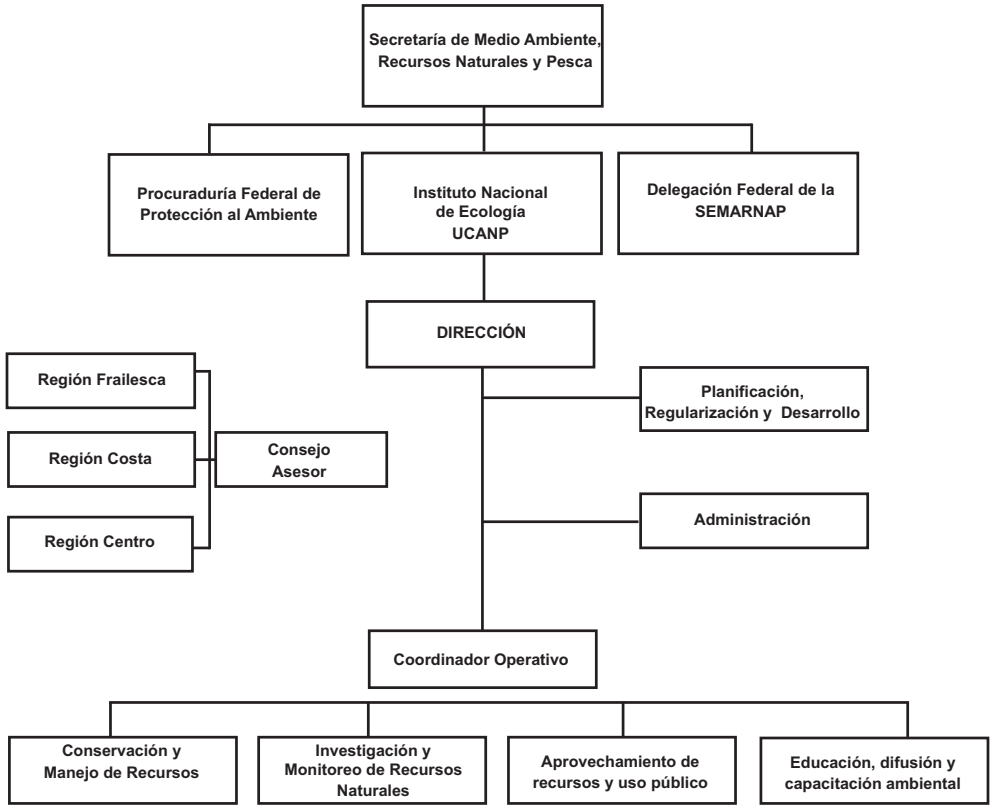 Secretaría de Medio Ambiente,
Recursos Naturales y Pesca
Procuraduría Federal de
Protección al Ambiente
Instituto Nacional
de Ecología
UCANP
Delegación Federal de la
SEMARNAP
DIRECCIÓN
Región Frailesca
Región Costa
Región Centro
Consejo
Asesor
Planificación,
Regularización y Desarrollo
Administración
Coordinador Operativo
Conservación y
Manejo de Recursos
Investigación y
Monitoreo de Recursos
Naturales
Aprovechamiento de
recursos y uso público
Educación, difusión y
capacitación ambiental